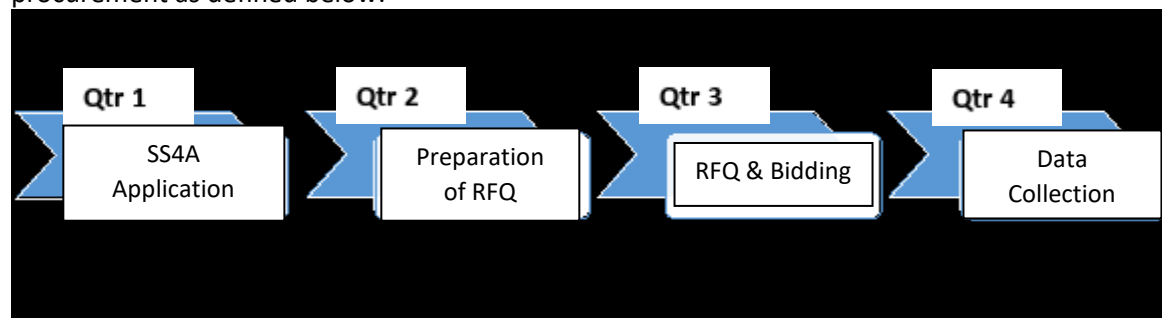 procurement as defined below:
Qtr 1
Qtr 2
Qtr 3
Qtr 4
SS4A
Application
Preparation
of RFQ
RFQ & Bidding
Data
Collection